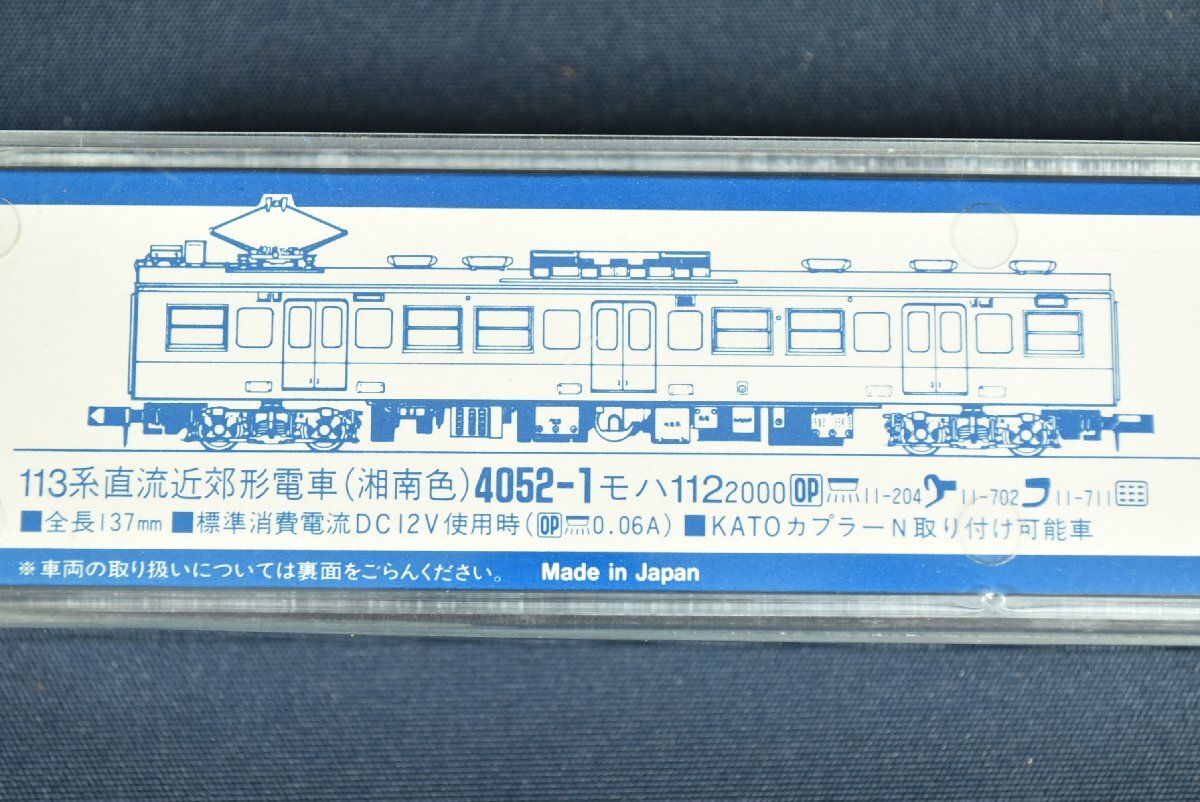 113系直流近郊形電車(湘南色)4052-1モハ1122000 OP 11-204 11-702 11-711
■全長137mm ■標準消費電流DC12V使用時(OP 0.06A) ■KATOカプラーN取り付け可能車
※車両の取り扱いについては裏面をごらんください。 Made in Japan